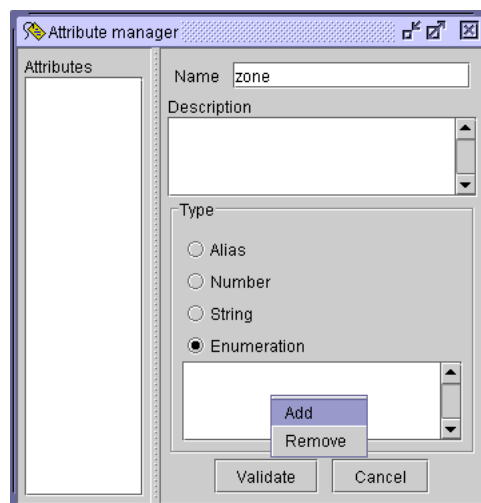 Attribute manager
Attributes
Name zone
Description
Type
Alias
Number
String
Enumeration
Add
Remove
Validate Cancel